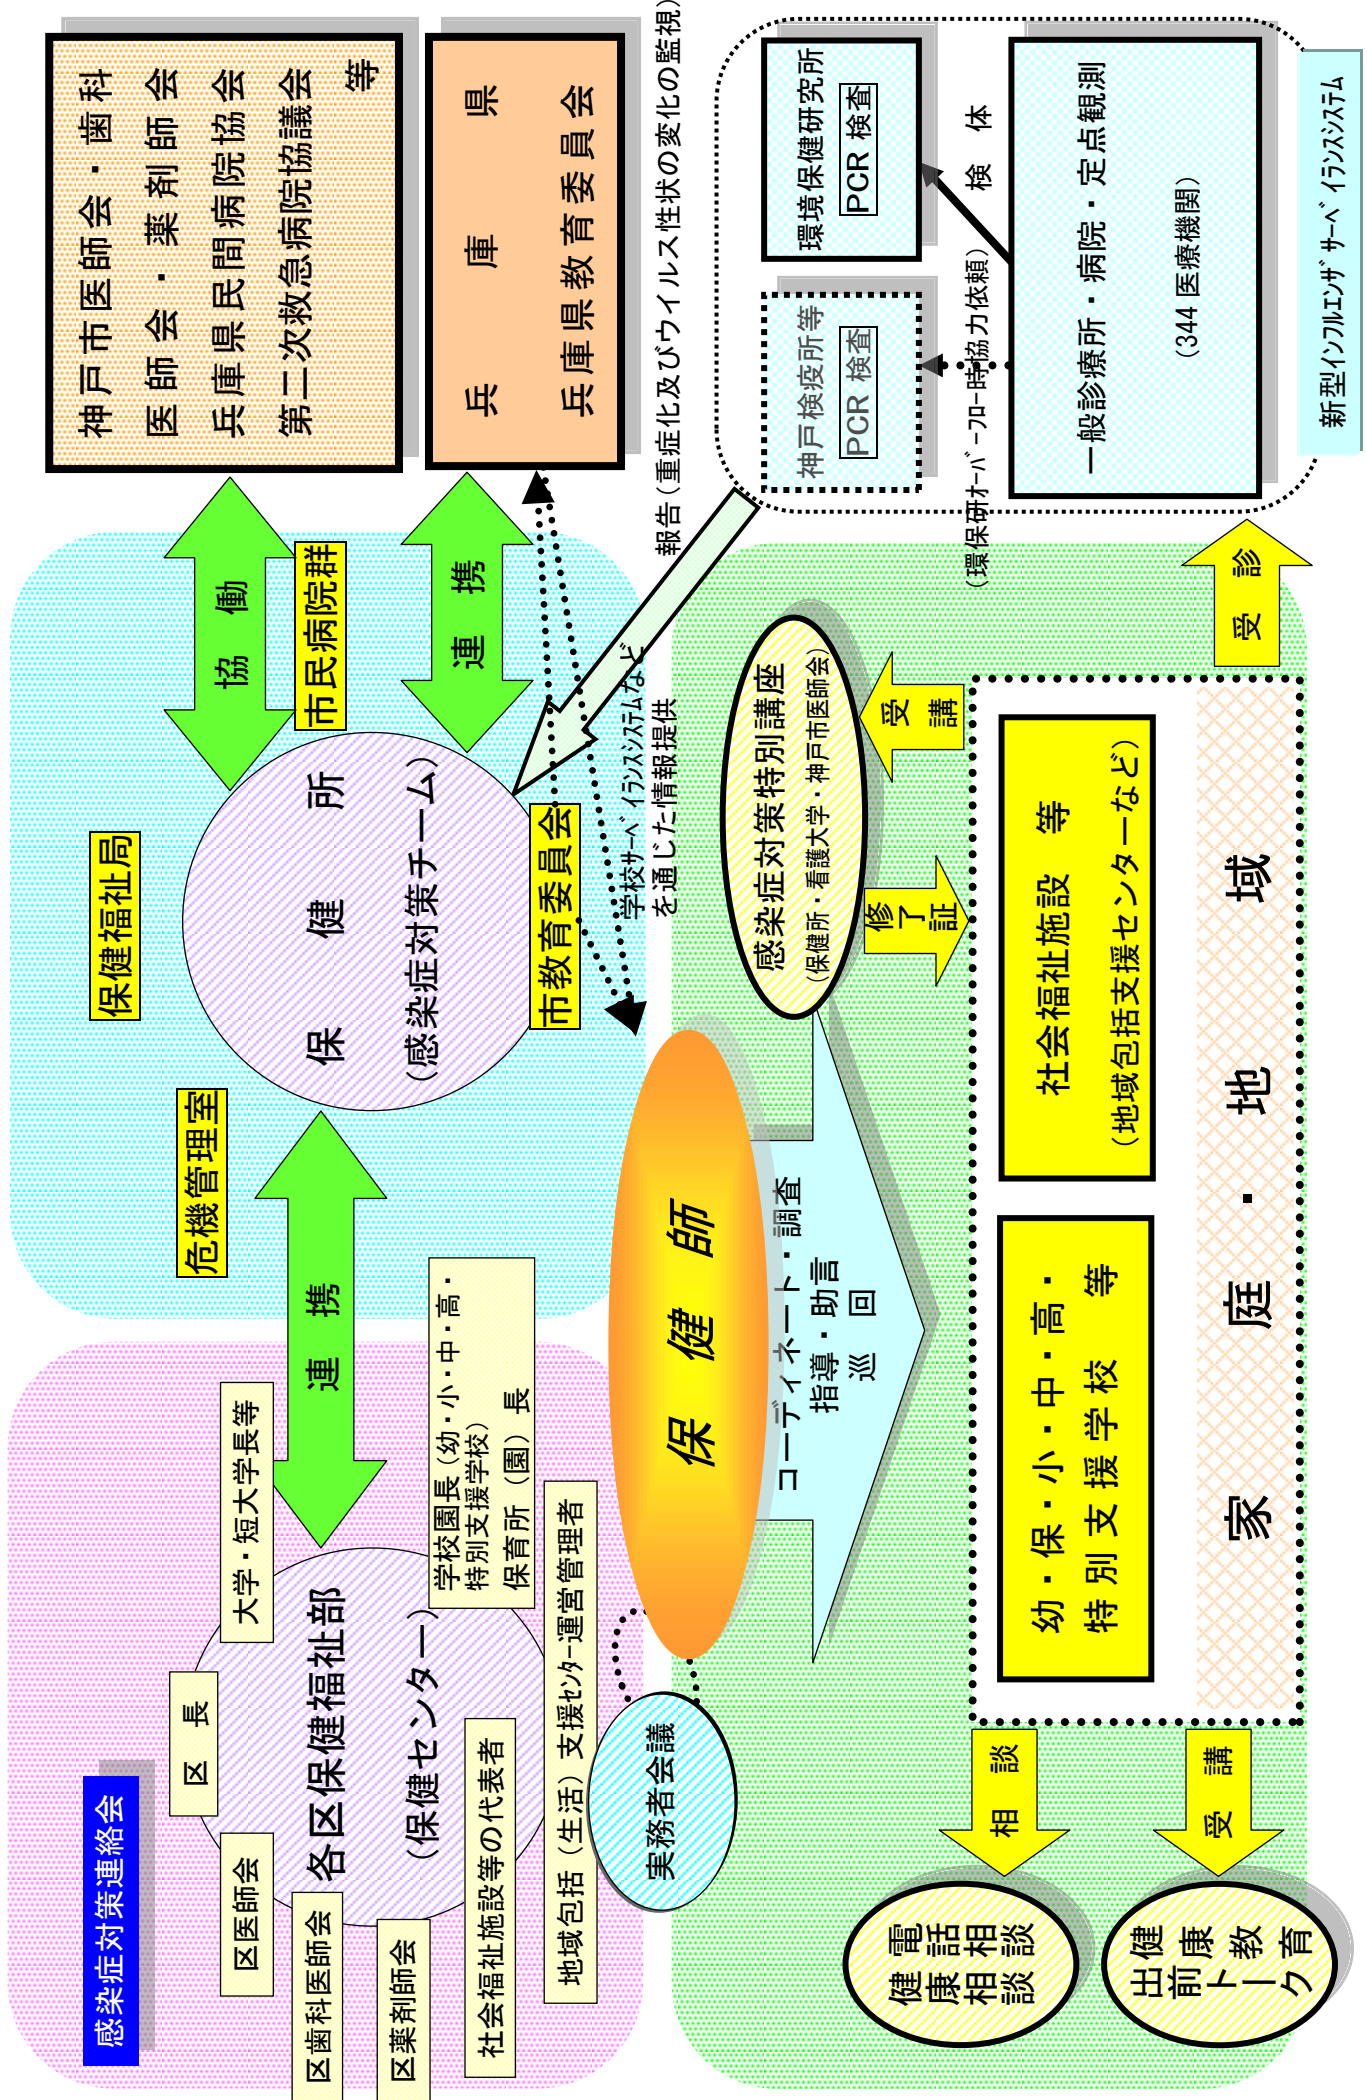 感染症対策連絡会
区　長
区医師会
区歯科医師会
区薬剤師会
大学・短大学長等
各区保健福祉部
（保健センター）
学校園長（幼・小・中・高・
特別支援学校）
保育所（園）長
社会福祉施設等の代表者
地域包括（生活）支援ｾﾝﾀｰ運営管理者
実務者会議
連　携
危機管理室
保健福祉局
保　健　所
（感染症対策チーム）
市民病院群
市教育委員会
協　働
連　携
神戸市医師会・歯科
医師会・薬剤師会
兵庫県民間病院協会
第二次救急病院協議会
等
兵　庫　県
兵庫県教育委員会
報告（重症化及びウイルス性状の変化の監視）
学校ｻｰﾍﾞｲﾗﾝｽｼｽﾃﾑなど
を通じた情報提供
保　健　師
コーディネート・調査
指導・助言
巡　回
感染症対策特別講座
（保健所・看護大学・神戸市医師会）
受　講
修了証
環境保健研究所
PCR 検査
神戸検疫所等
PCR 検査
検　体
（環保研ｵｰﾊﾞｰﾌﾛｰ時協力依頼）
一般診療所・病院・定点観測
（344 医療機関）
新型ｲﾝﾌﾙｴﾝｻﾞｻｰﾍﾞｲﾗﾝｽｼｽﾃﾑ
受　診
幼・保・小・中・高・
特別支援学校　等
社会福祉施設　等
（地域包括支援センターなど）
家　庭　・　地　域
相　談
受　講
健康相談
電話相談
出前トーク
健康教育